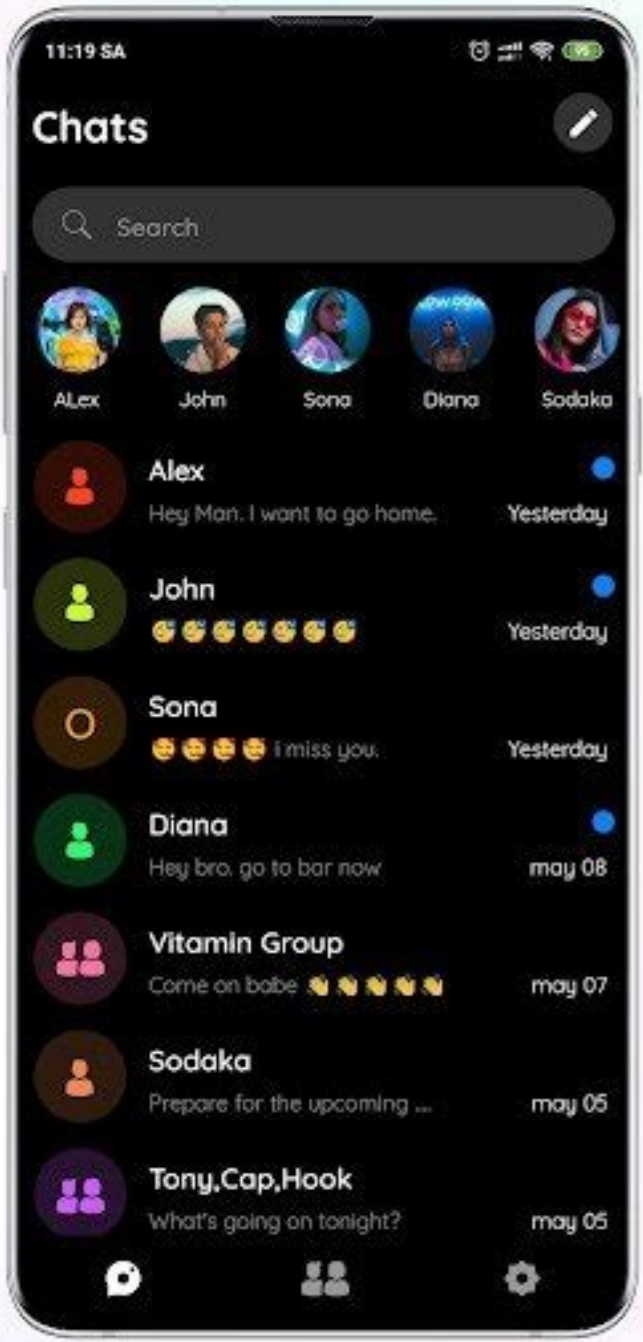 11:19 SA
95
Chats
Search
ALex John Sona Diana Sodaka
Alex
Hey Man. I want to go home. Yesterday
John
😴😴😴😴😴😴😴 Yesterday
O
Sona
🥰🥰🥰🥰 i miss you. Yesterday
Diana
Hey bro. go to bar now may 08
Vitamin Group
Come on babe 👋👋👋👋👋 may 07
Sodaka
Prepare for the upcoming ... may 05
Tony,Cap,Hook
What's going on tonight? may 05